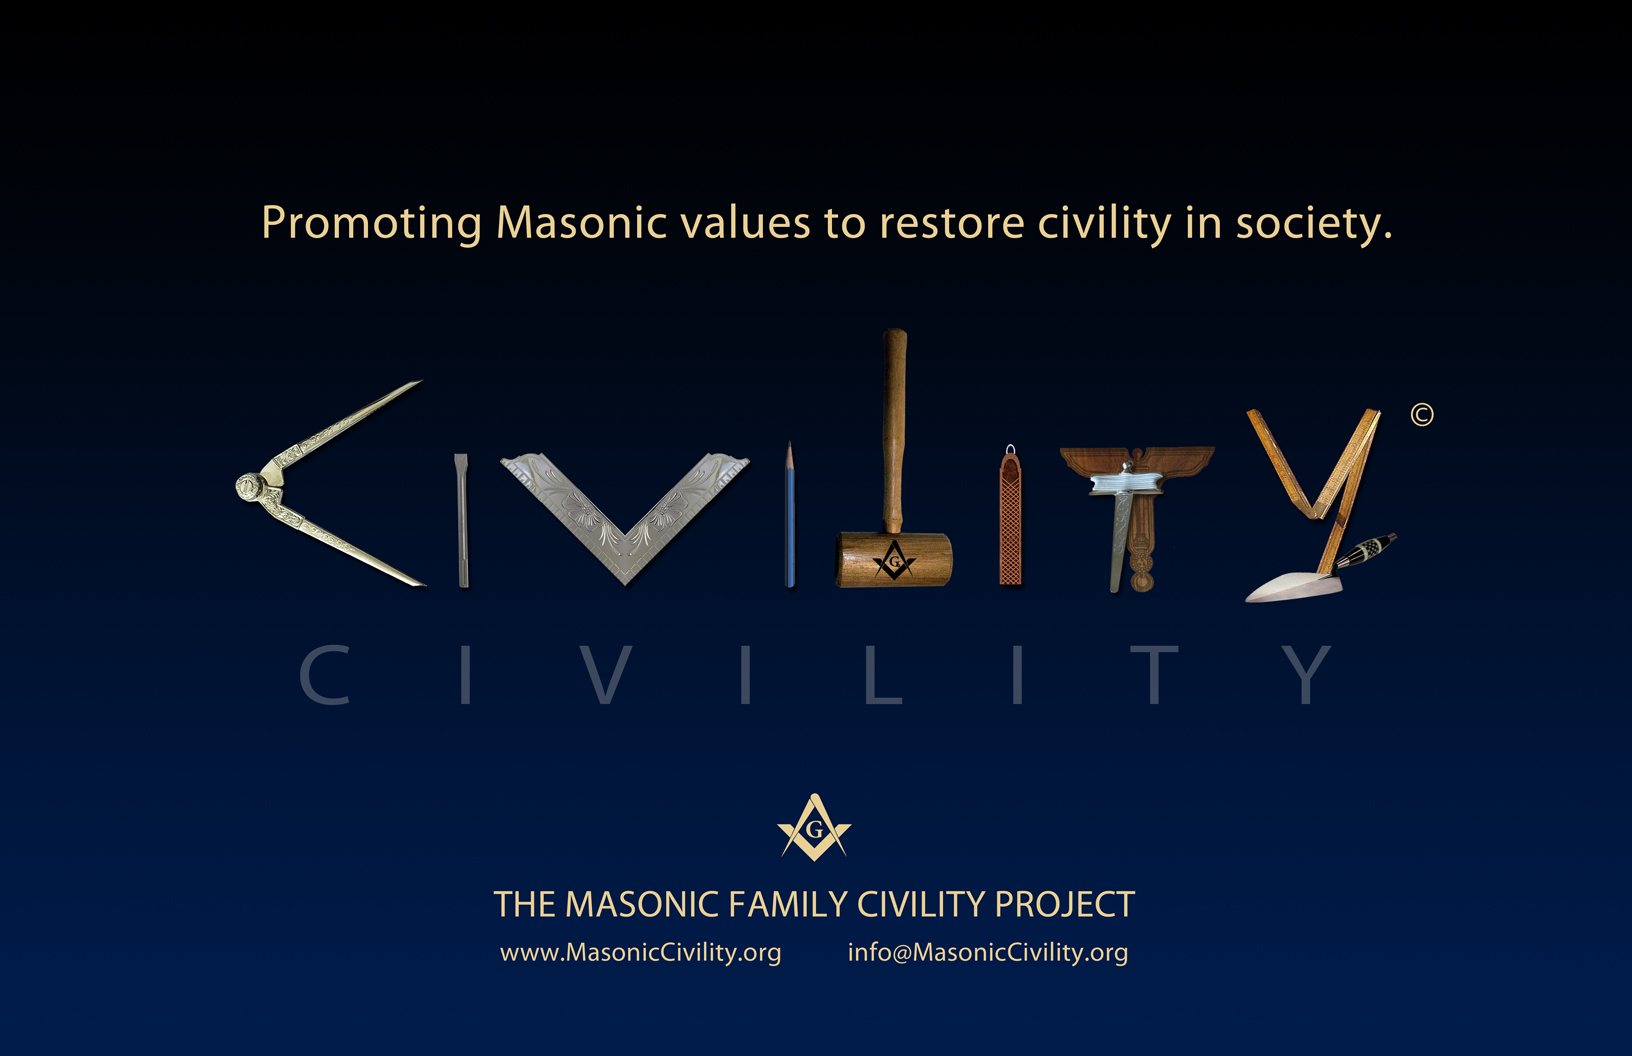 Promoting Masonic values to restore civility in society.
CIVILITY ©
G
CIVILITY
G
THE MASONIC FAMILY CIVILITY PROJECT
www.MasonicCivility.org info@MasonicCivility.org